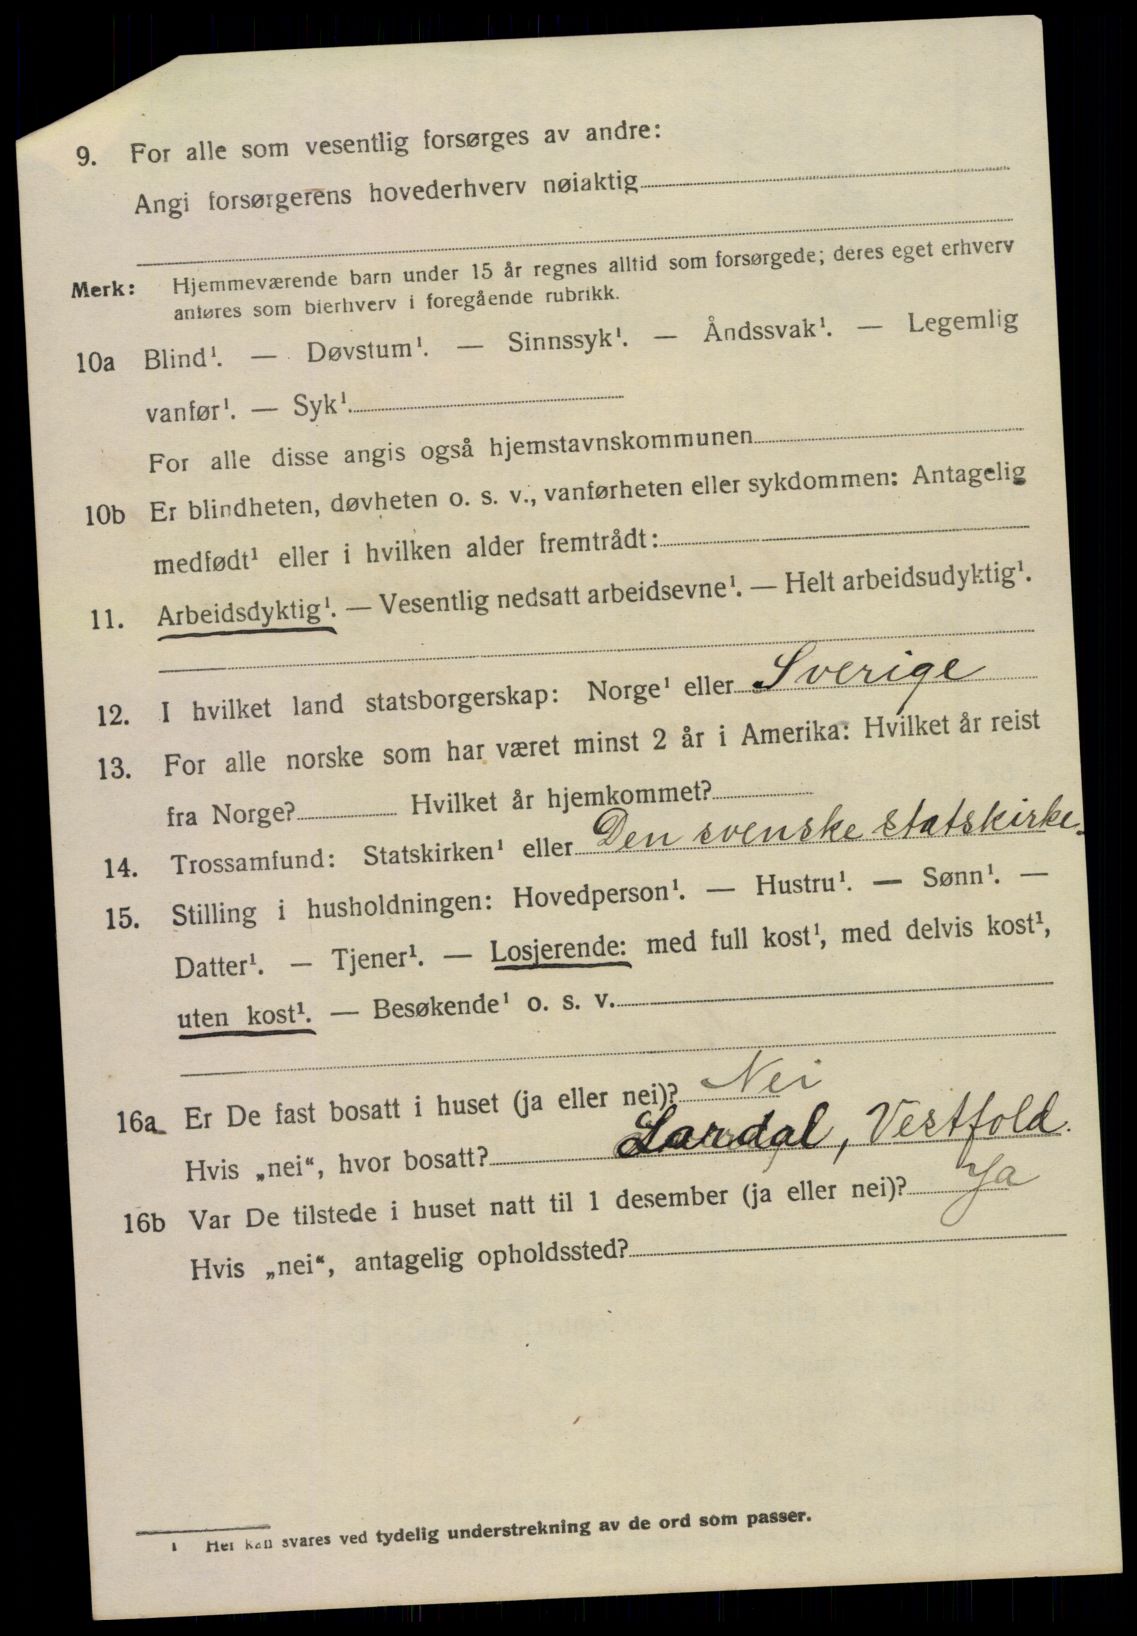 9. For alle som vesentlig forsørges av andre:
Angi forsørgerens hovederhverv nøiaktig
Merk: Hjemmeværende barn under 15 år regnes alltid som forsørgede; deres eget erhverv
anføres som bierhverv i foregående rubrikk.
10a Blind¹. — Døvstum¹. — Sinnssyk¹. — Åndssvak¹. — Legemlig
vanfør¹. — Syk¹.
For alle disse angis også hjemstavnskommunen
10b Er blindheten, døvheten o. s. v., vanførheten eller sykdommen: Antagelig
medfødt¹ eller i hvilken alder fremtrådt:
11. Arbeidsdyktig¹. — Vesentlig nedsatt arbeidsevne¹. — Helt arbeidsudyktig¹.
12. I hvilket land statsborgerskap: Norge¹ eller Sverige
13. For alle norske som har været minst 2 år i Amerika: Hvilket år reist
fra Norge? Hvilket år hjemkommet?
14. Trossamfund: Statskirken¹ eller Den svenske statskirke.
15. Stilling i husholdningen: Hovedperson¹. — Hustru¹. — Sønn¹. —
Datter¹. — Tjener¹. — Losjerende: med full kost¹, med delvis kost¹,
uten kost¹. — Besøkende¹ o. s. v.
16a Er De fast bosatt i huset (ja eller nei)? Nei
Hvis „nei“, hvor bosatt? Lardal, Vestfold.
16b Var De tilstede i huset natt til 1 desember (ja eller nei)? Ja
Hvis „nei“, antagelig opholdssted?
¹ Her kan svares ved tydelig understrekning av de ord som passer.